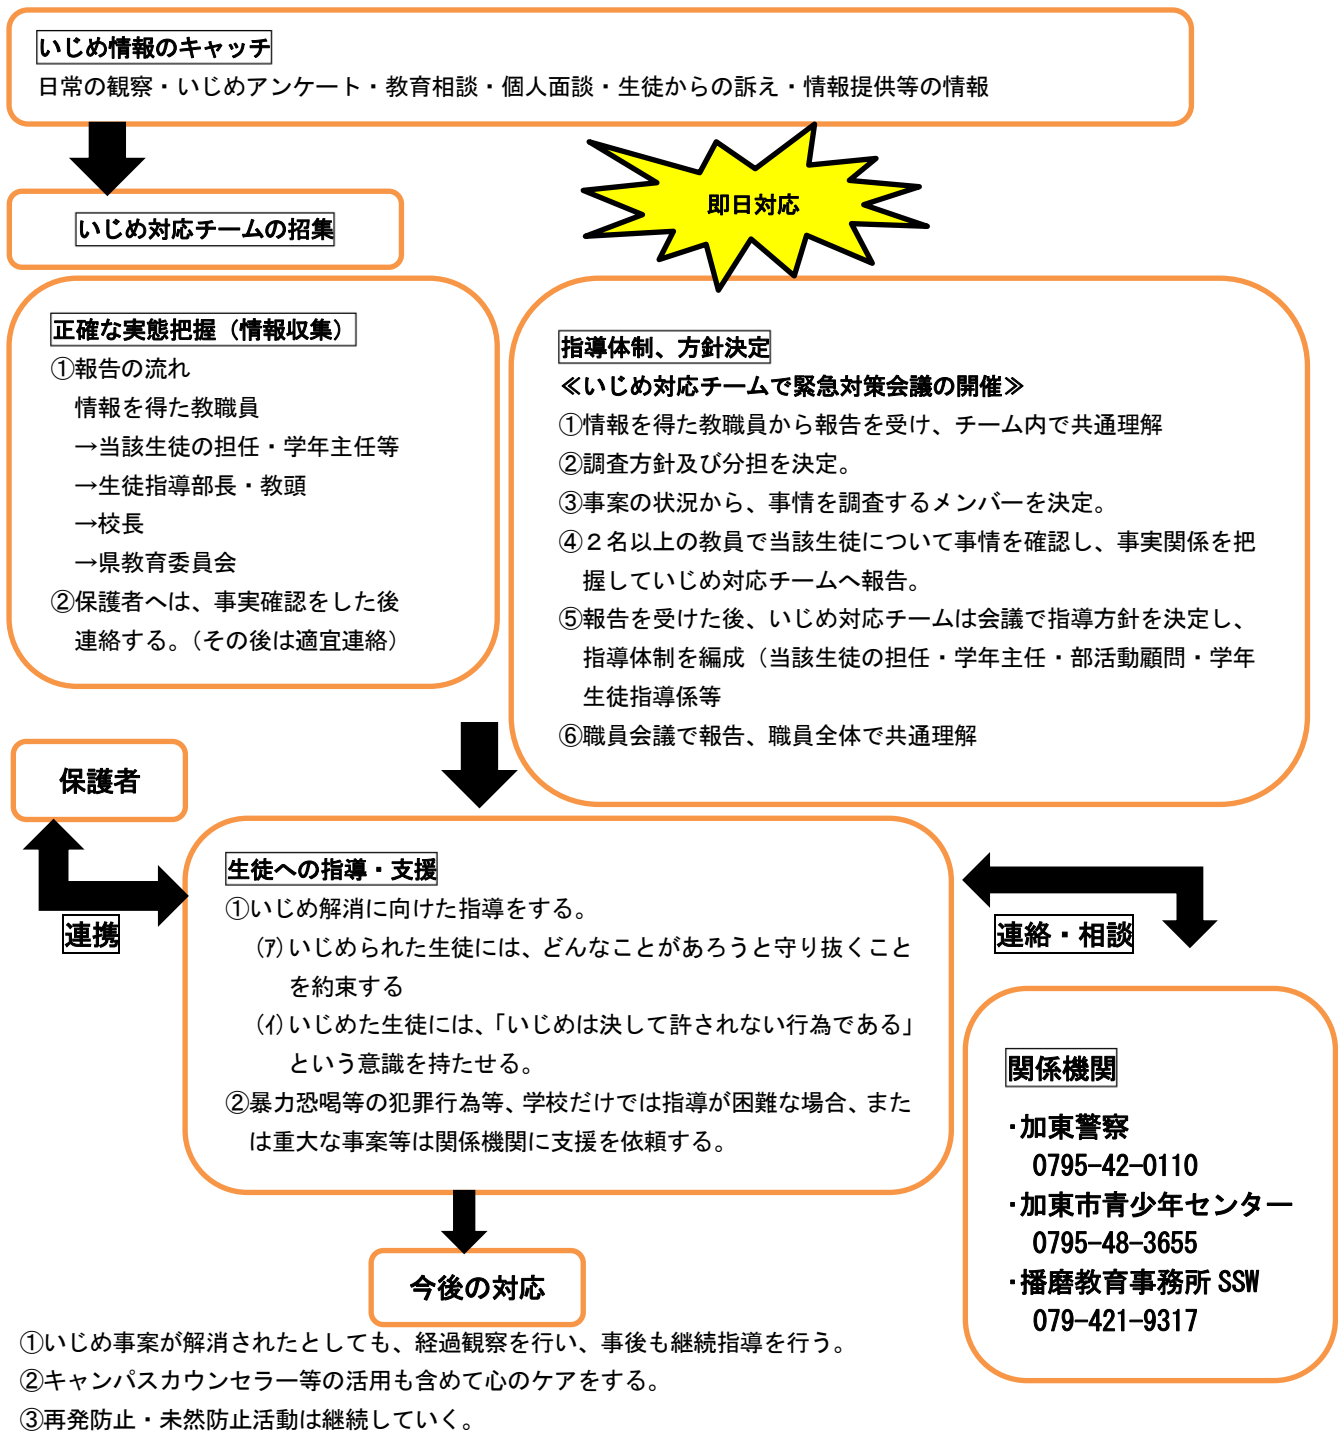 いじめ情報のキャッチ
日常の観察・いじめアンケート・教育相談・個人面談・生徒からの訴え・情報提供等の情報
即日対応
いじめ対応チームの招集
正確な実態把握（情報収集）
①報告の流れ
情報を得た教職員
→当該生徒の担任・学年主任等
→生徒指導部長・教頭
→校長
→県教育委員会
②保護者へは、事実確認をした後
連絡する。（その後は適宜連絡）
指導体制、方針決定
≪いじめ対応チームで緊急対策会議の開催≫
①情報を得た教職員から報告を受け、チーム内で共通理解
②調査方針及び分担を決定。
③事案の状況から、事情を調査するメンバーを決定。
④２名以上の教員で当該生徒について事情を確認し、事実関係を把
握していじめ対応チームへ報告。
⑤報告を受けた後、いじめ対応チームは会議で指導方針を決定し、
指導体制を編成（当該生徒の担任・学年主任・部活動顧問・学年
生徒指導係等
⑥職員会議で報告、職員全体で共通理解
保護者
連携
生徒への指導・支援
①いじめ解消に向けた指導をする。
(ｱ)いじめられた生徒には、どんなことがあろうと守り抜くこと
を約束する
(ｲ)いじめた生徒には、「いじめは決して許されない行為である」
という意識を持たせる。
②暴力恐喝等の犯罪行為等、学校だけでは指導が困難な場合、また
は重大な事案等は関係機関に支援を依頼する。
連絡・相談
関係機関
・加東警察
0795-42-0110
・加東市青少年センター
0795-48-3655
・播磨教育事務所 SSW
079-421-9317
今後の対応
①いじめ事案が解消されたとしても、経過観察を行い、事後も継続指導を行う。
②キャンパスカウンセラー等の活用も含めて心のケアをする。
③再発防止・未然防止活動は継続していく。